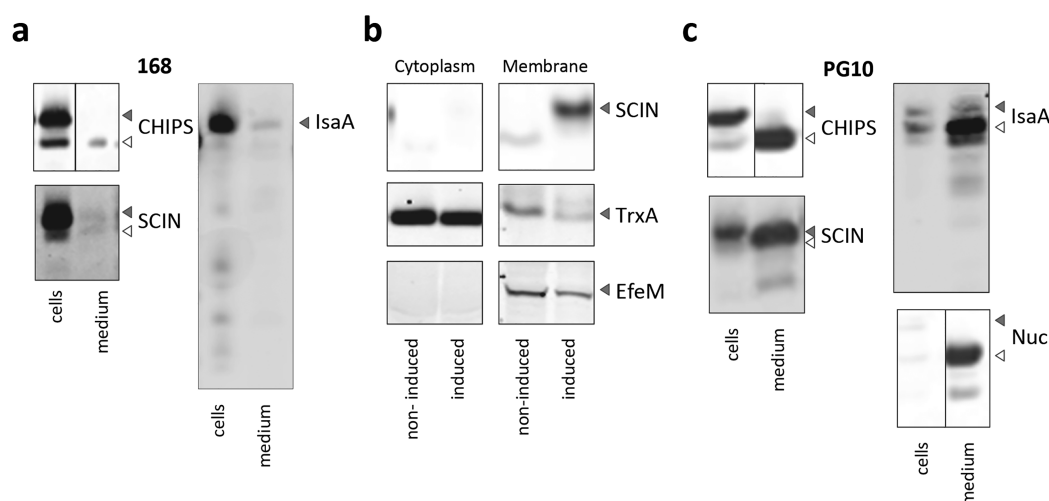 a
168
CHIPS
SCIN
IsaA
cells
medium
cells
medium
b
Cytoplasm Membrane
SCIN
TrxA
EfeM
non- induced
induced
non-induced
induced
c
PG10
CHIPS
SCIN
IsaA
Nuc
cells
medium
cells
medium